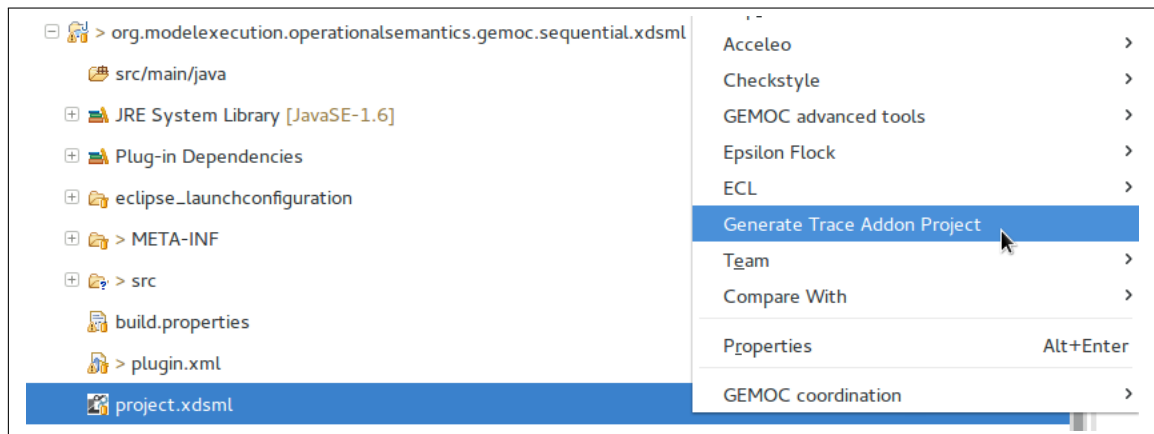 > org.modelexecution.operationalsemantics.gemoc.sequential.xdsml
src/main/java
JRE System Library [JavaSE-1.6]
Plug-in Dependencies
eclipse_launchconfiguration
> META-INF
> src
build.properties
> plugin.xml
project.xdsml
Acceleo
Checkstyle
GEMOC advanced tools
Epsilon Flock
ECL
Generate Trace Addon Project
Team
Compare With
Properties Alt+Enter
GEMOC coordination